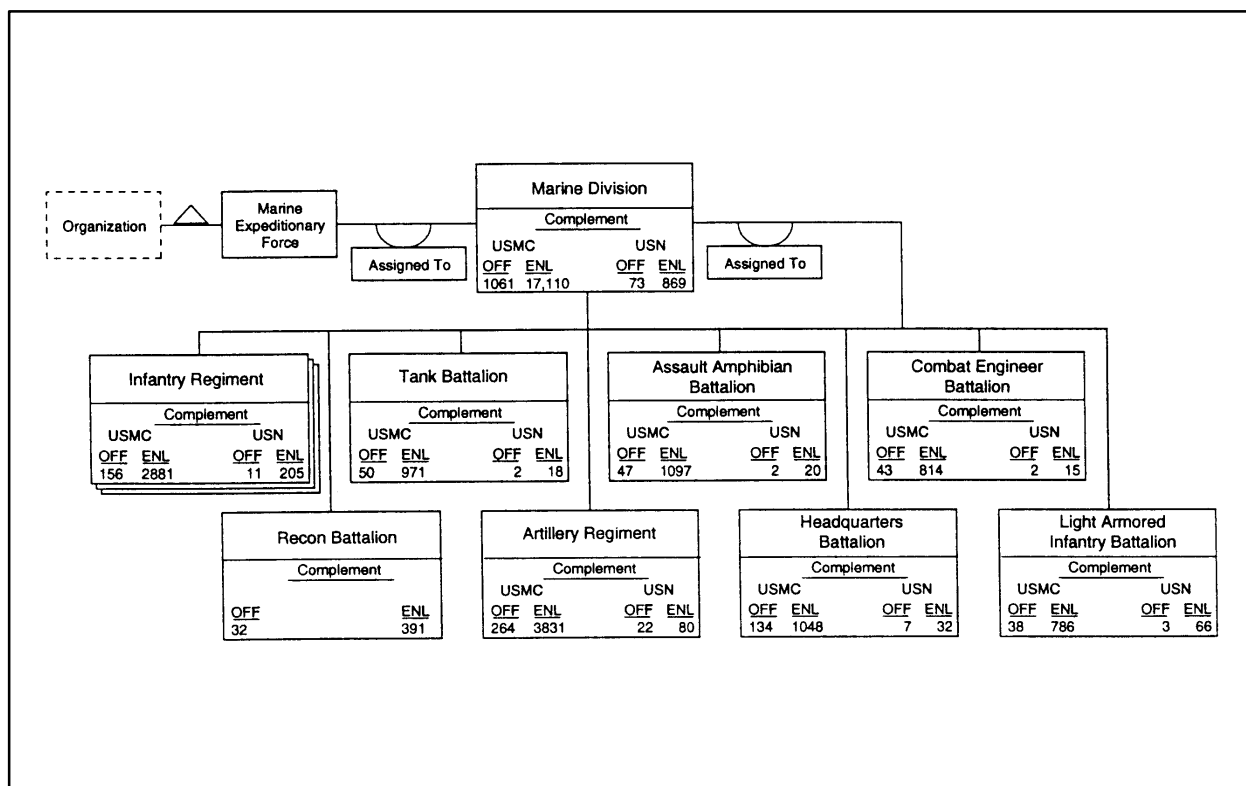 Organization
Marine
Expeditionary
Force
Assigned To
Marine Division
Complement
USMC USN
OFF ENL OFF ENL
1061 17,110 73 869
Assigned To
Infantry Regiment
Complement
USMC USN
OFF ENL OFF ENL
156 2881 11 205
Tank Battalion
Complement
USMC USN
OFF ENL OFF ENL
50 971 2 18
Assault Amphibian
Battalion
Complement
USMC USN
OFF ENL OFF ENL
47 1097 2 20
Combat Engineer
Battalion
Complement
USMC USN
OFF ENL OFF ENL
43 814 2 15
Recon Battalion
Complement
OFF ENL
32 391
Artillery Regiment
Complement
USMC USN
OFF ENL OFF ENL
264 3831 22 80
Headquarters
Battalion
Complement
USMC USN
OFF ENL OFF ENL
134 1048 7 32
Light Armored
Infantry Battalion
Complement
USMC USN
OFF ENL OFF ENL
38 786 3 66